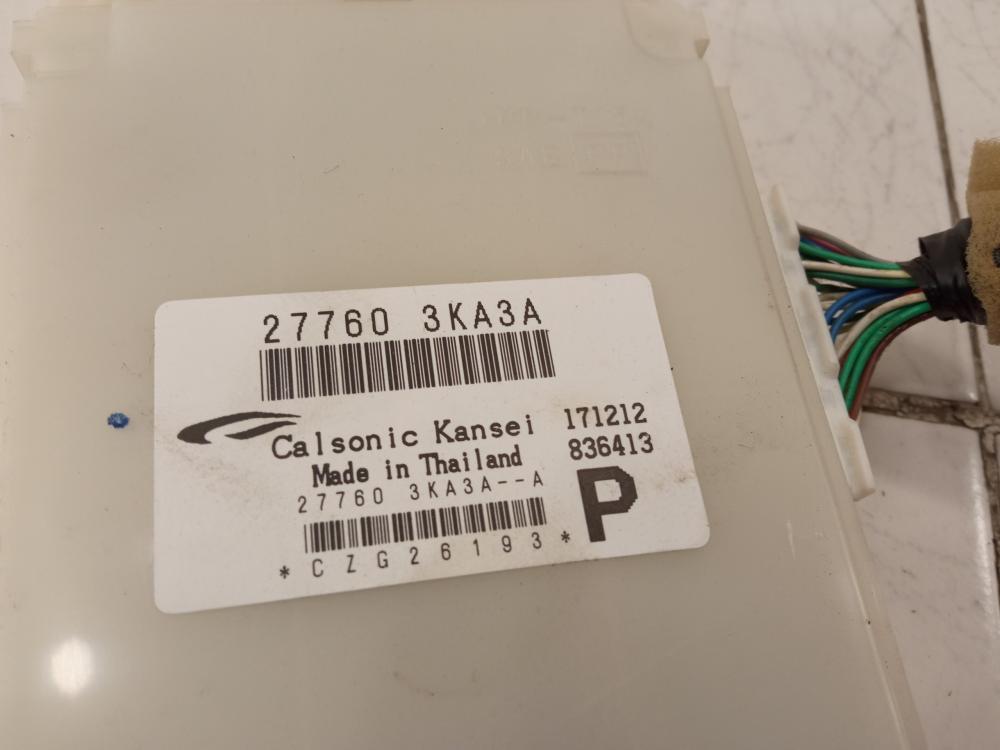 27760 3KA3A
Calsonic Kansei
171212
836413
Made in Thailand
27760 3KA3A--A
P
*CZG26193*